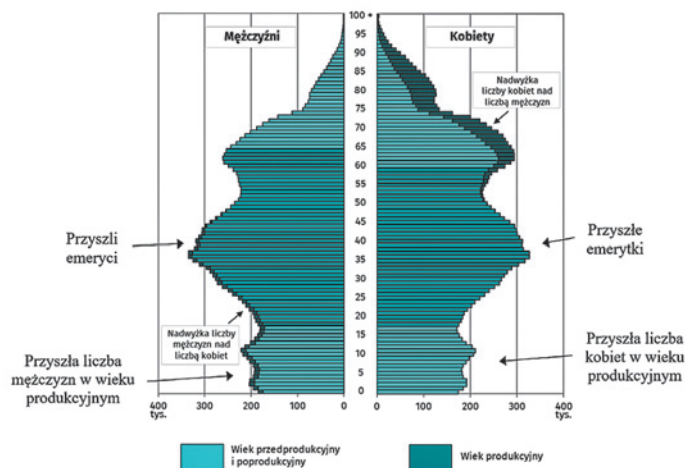 Mężczyźni
Kobiety
100 +
95
90
85
80
75
70
65
60
55
50
45
40
35
30
25
20
15
10
5
0
Nadwyżka
liczby kobiet nad
liczbą mężczyzn
Przyszli
emeryci
Przyszłe
emerytki
Nadwyżka liczby
mężczyzn nad
liczbą kobiet
Przyszła liczba
mężczyzn w wieku
produkcyjnym
Przyszła liczba
kobiet w wieku
produkcyjnym
400 300 200 100 0
tys.
0 100 200 300 400
tys.
Wiek przedprodukcyjny
i poprodukcyjny
Wiek produkcyjny